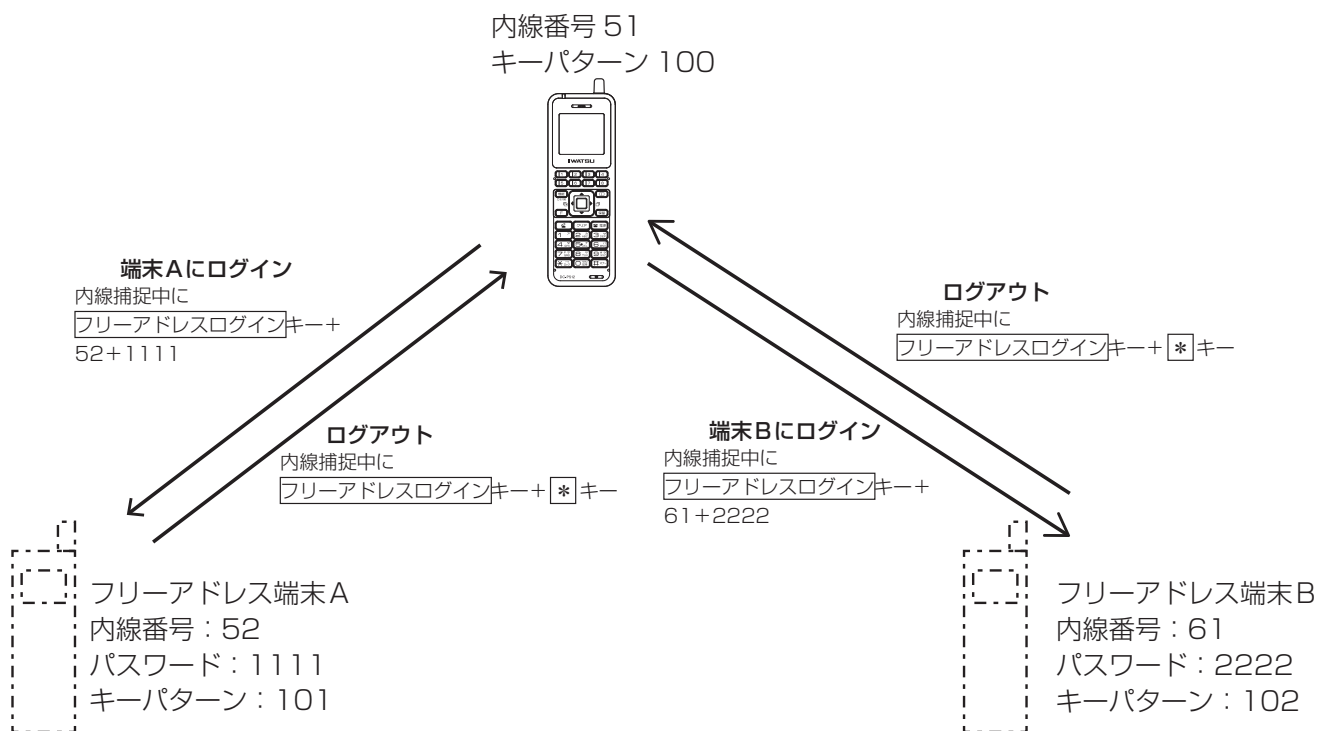 内線番号 51
キーパターン 100
IWATSU
端末Aにログイン
内線捕捉中に
フリーアドレスログインキー+
52+1111
ログアウト
内線捕捉中に
フリーアドレスログインキー+*キー
ログアウト
内線捕捉中に
フリーアドレスログインキー+*キー
端末Bにログイン
内線捕捉中に
フリーアドレスログインキー+
61+2222
フリーアドレス端末A
内線番号:52
パスワード:1111
キーパターン:101
フリーアドレス端末B
内線番号:61
パスワード:2222
キーパターン:102